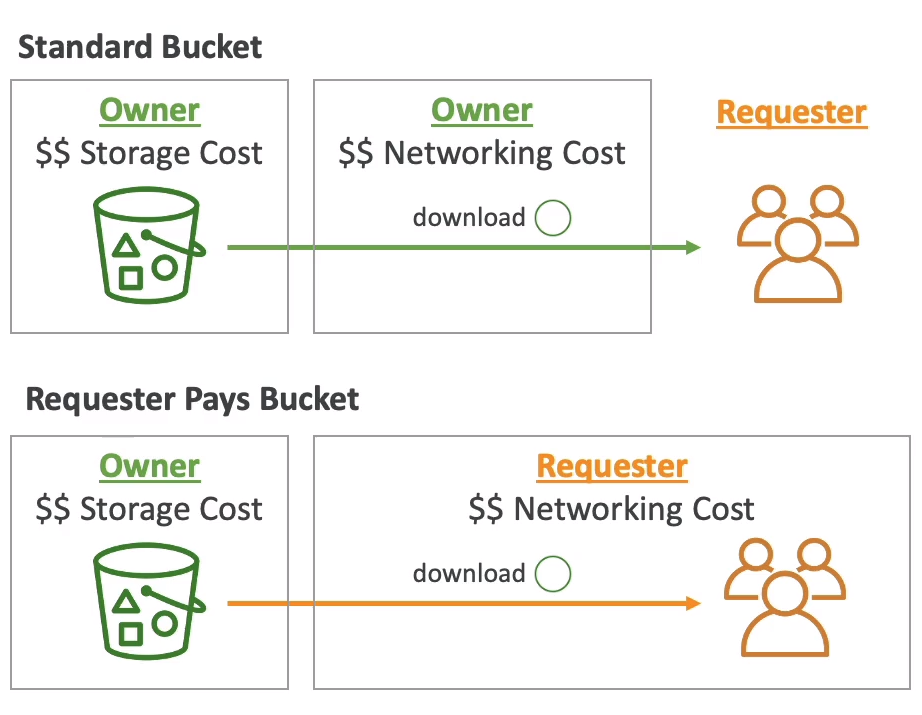 Standard Bucket
Owner
$$ Storage Cost
Owner
$$ Networking Cost
download
Requester
Requester Pays Bucket
Owner
$$ Storage Cost
Requester
$$ Networking Cost
download